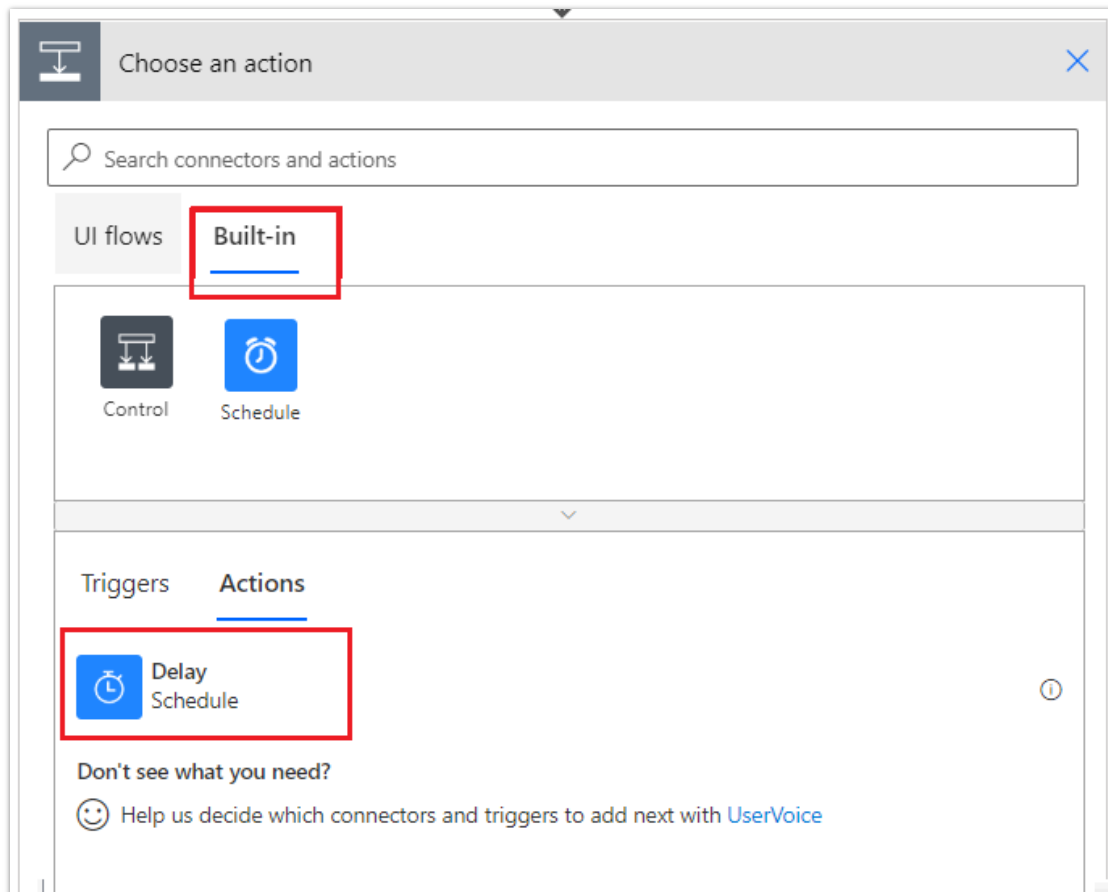 Choose an action
Search connectors and actions
UI flows Built-in
Control Schedule
Triggers Actions
Delay
Schedule
Don't see what you need?
Help us decide which connectors and triggers to add next with UserVoice